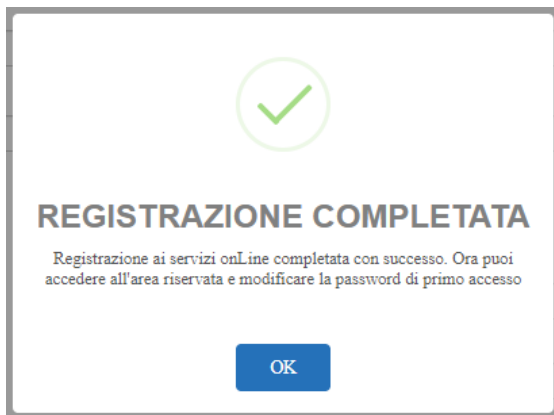 REGISTRAZIONE COMPLETATA
Registrazione ai servizi onLine completata con successo. Ora puoi
accedere all'area riservata e modificare la password di primo accesso
OK